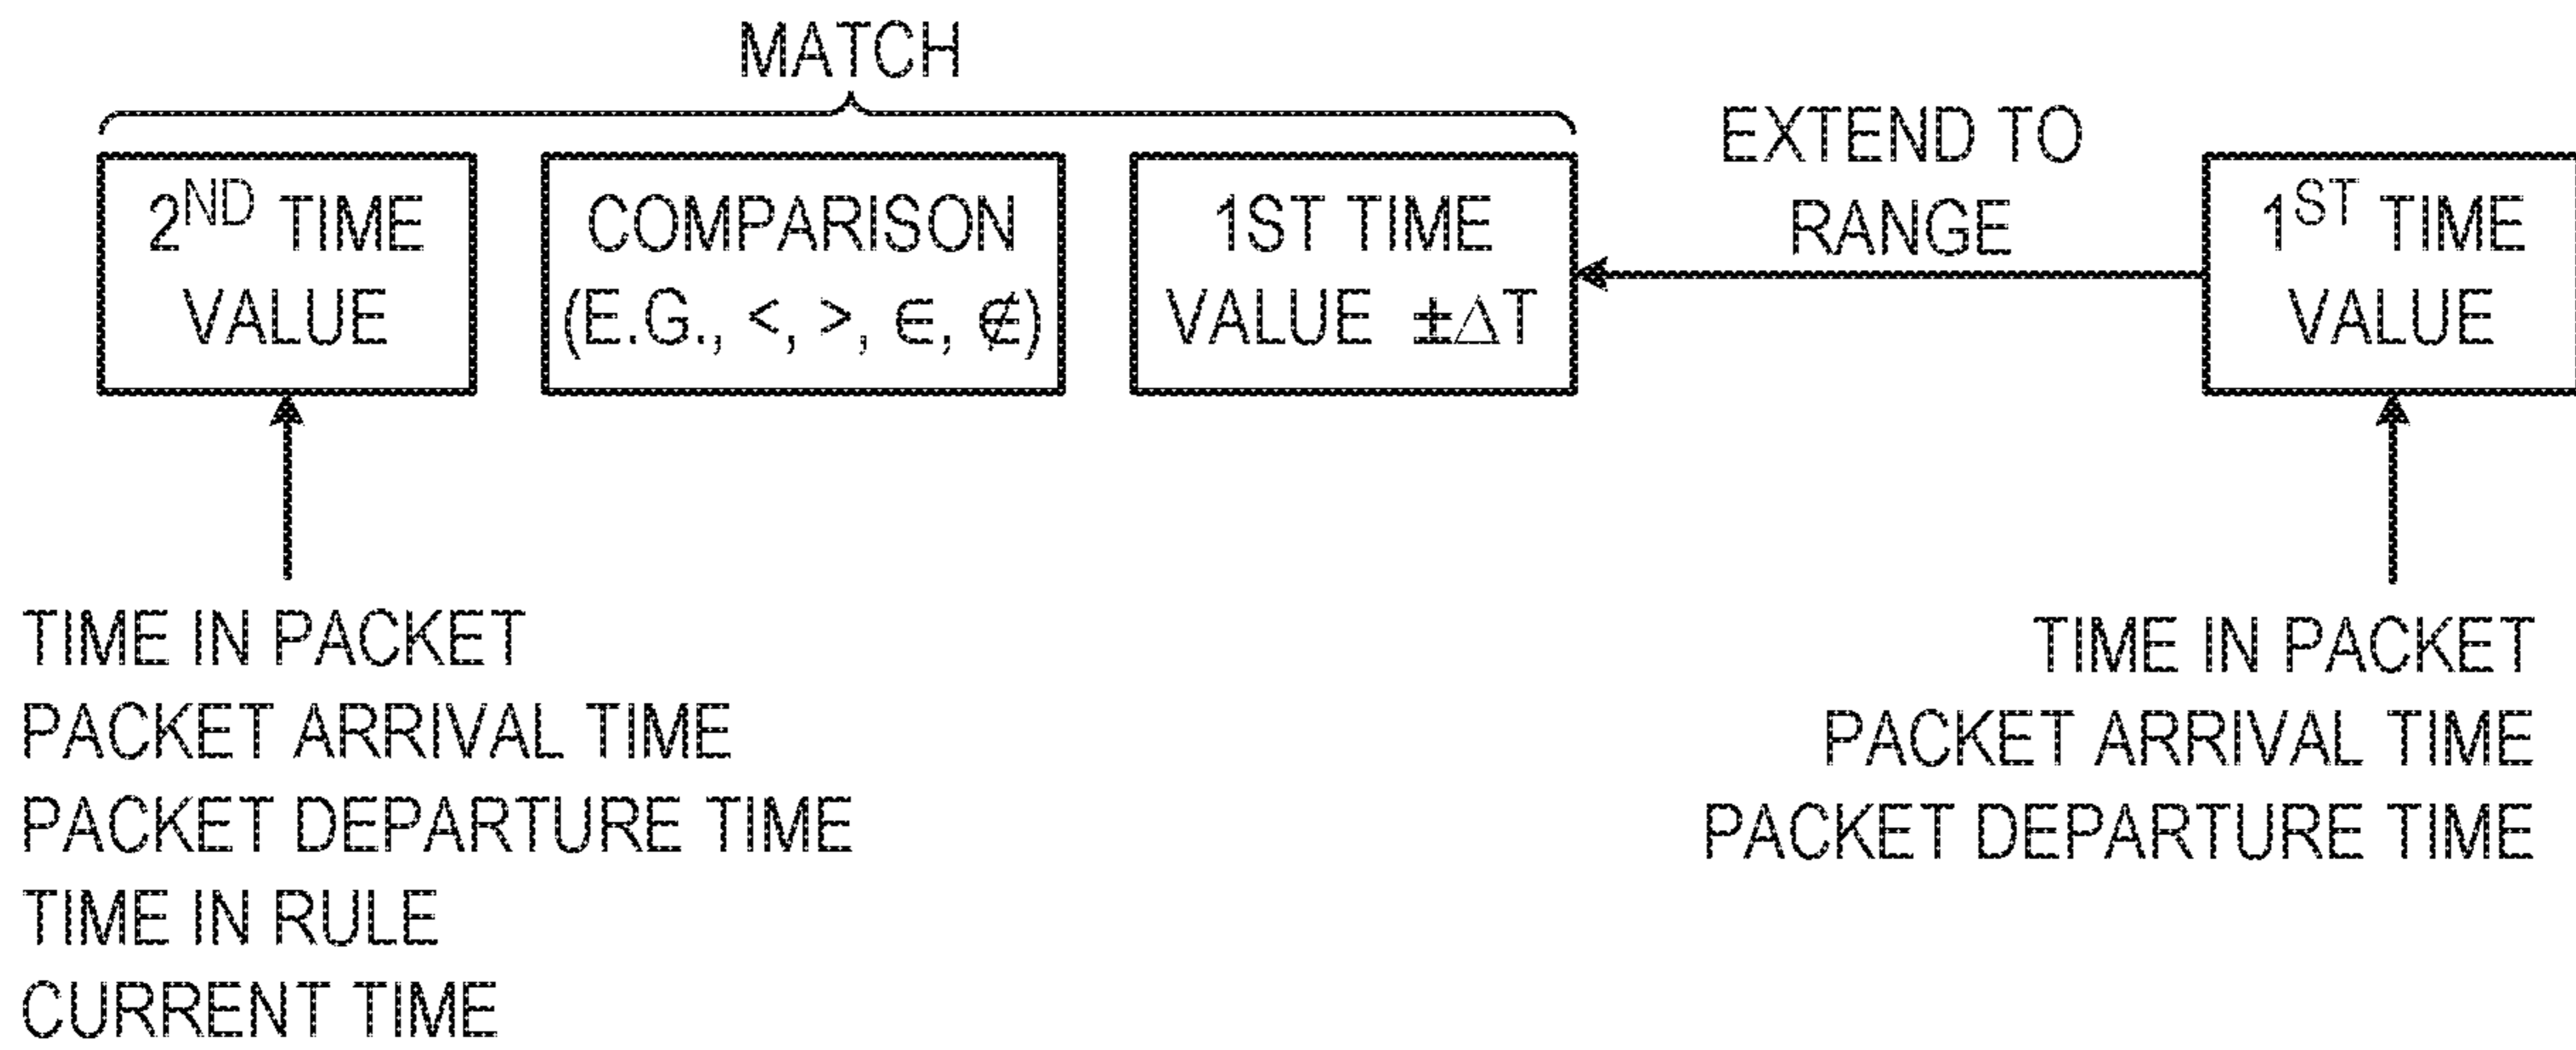 MATCH
2ND TIME
VALUE
COMPARISON
(E.G., <, >, ∈, ∉)
1ST TIME
VALUE ±ΔT
EXTEND TO
RANGE
1ST TIME
VALUE
TIME IN PACKET
PACKET ARRIVAL TIME
PACKET DEPARTURE TIME
TIME IN RULE
CURRENT TIME
TIME IN PACKET
PACKET ARRIVAL TIME
PACKET DEPARTURE TIME